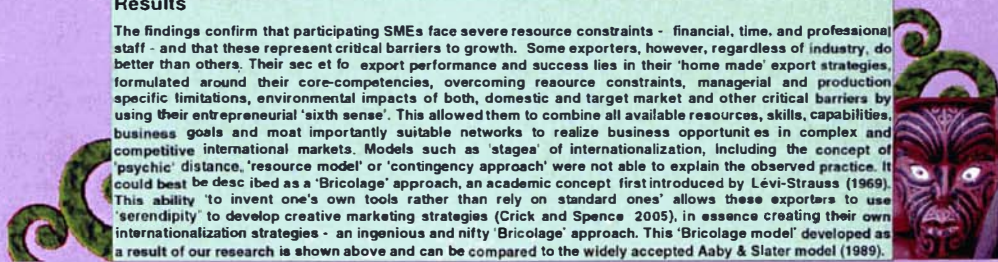 Results
The findings confirm that participating SMEs face severe resource constraints - financial, time, and professional
staff - and that these represent critical barriers to growth. Some exporters, however, regardless of industry, do
better than others. Their sec et fo export performance and success lies in their 'home made' export strategies,
formulated around their core-competencies, overcoming reaource constraints, managerial and production
specific limitations, environmental impacts of both, domestic and target market and other critical barriers by
using their entrepreneurial 'sixth sense'. This allowed them to combine all available resources, skills, capabilities,
business goals and moat importantly suitable networks to realize business opportunit es in complex and
competitive international markets. Models such as 'stagea' of internationalization, Including the concept of
'psychic' distance, 'resource model' or 'contingency approach' were not able to explain the observed practice. It
could best be desc ibed as a 'Bricolage' approach, an academic concept first introduced by Lévi-Strauss (1969).
This ability 'to invent one's own tools rather than rely on standard ones' allows these exporters to use
'serendipity' to develop creative marketing strategies (Crick and Spence 2005), in essence creating their own
internationalization strategies - an ingenious and nifty 'Bricolage' approach. This 'Bricolage model' developed as
a result of our research is shown above and can be compared to the widely accepted Aaby & Slater model (1989).